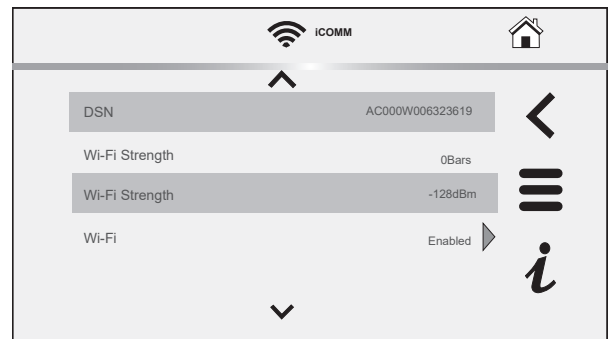 iCOMM
DSN AC000W006323619
Wi-Fi Strength 0Bars
Wi-Fi Strength -128dBm
Wi-Fi Enabled
i